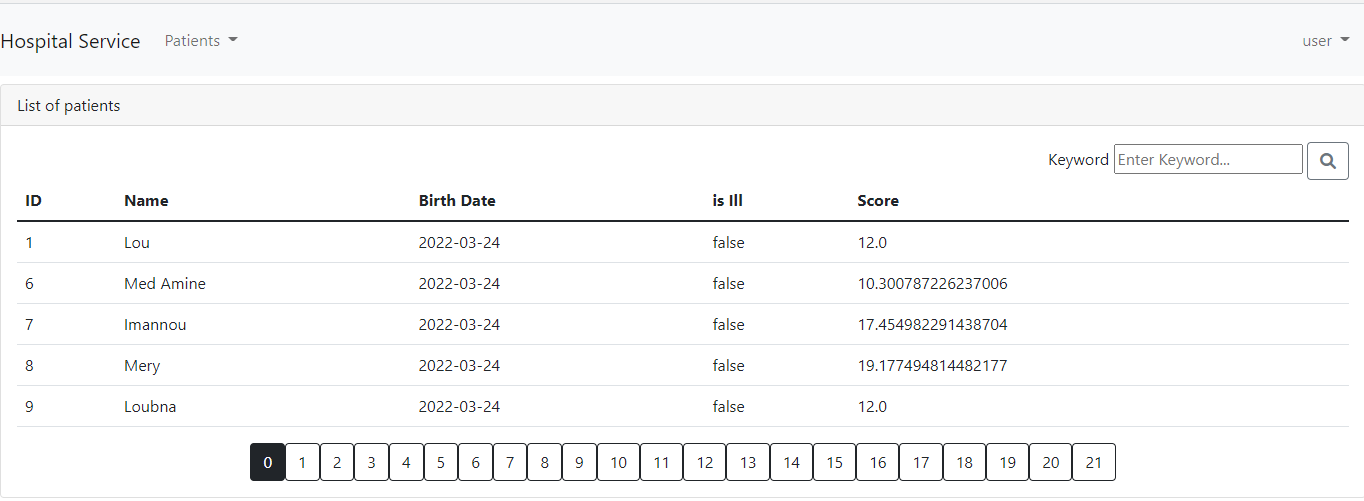 Hospital Service Patients user
List of patients
Keyword Enter Keyword...
ID Name Birth Date is Ill Score
1 Lou 2022-03-24 false 12.0
6 Med Amine 2022-03-24 false 10.300787226237006
7 Imannou 2022-03-24 false 17.454982291438704
8 Mery 2022-03-24 false 19.177494814482177
9 Loubna 2022-03-24 false 12.0
0 1 2 3 4 5 6 7 8 9 10 11 12 13 14 15 16 17 18 19 20 21